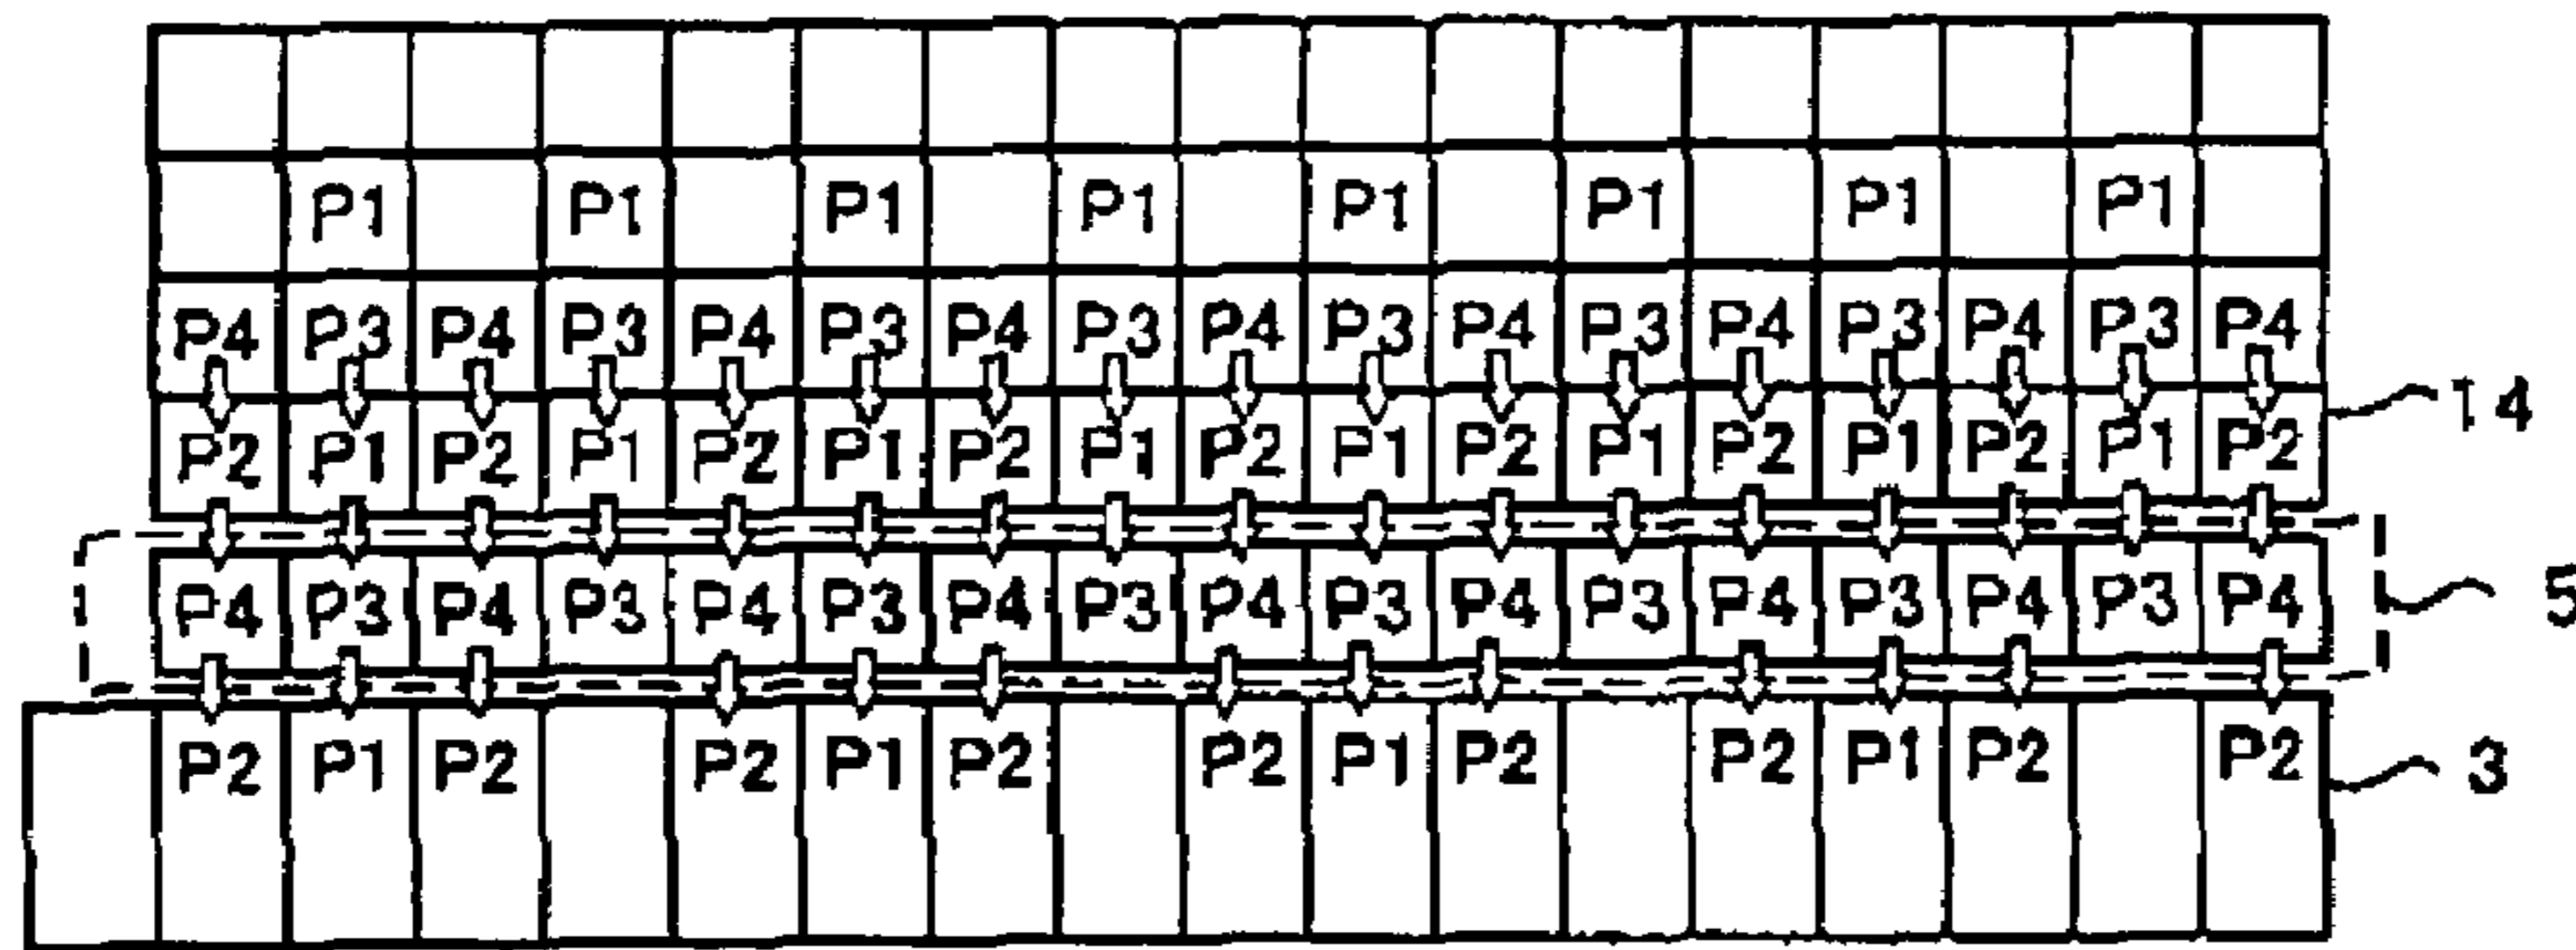 P1 P1 P1 P1 P1 P1 P1 P1
P4 P3 P4 P3 P4 P3 P4 P3 P4 P3 P4 P3 P4 P3 P4 P3 P4
14
P2 P1 P2 P1 P2 P1 P2 P1 P2 P1 P2 P1 P2 P1 P2 P1 P2
P4 P3 P4 P3 P4 P3 P4 P3 P4 P3 P4 P3 P4 P3 P4 P3 P4 5
P2 P1 P2 P2 P1 P2 P2 P1 P2 P2 P1 P2 P2 3